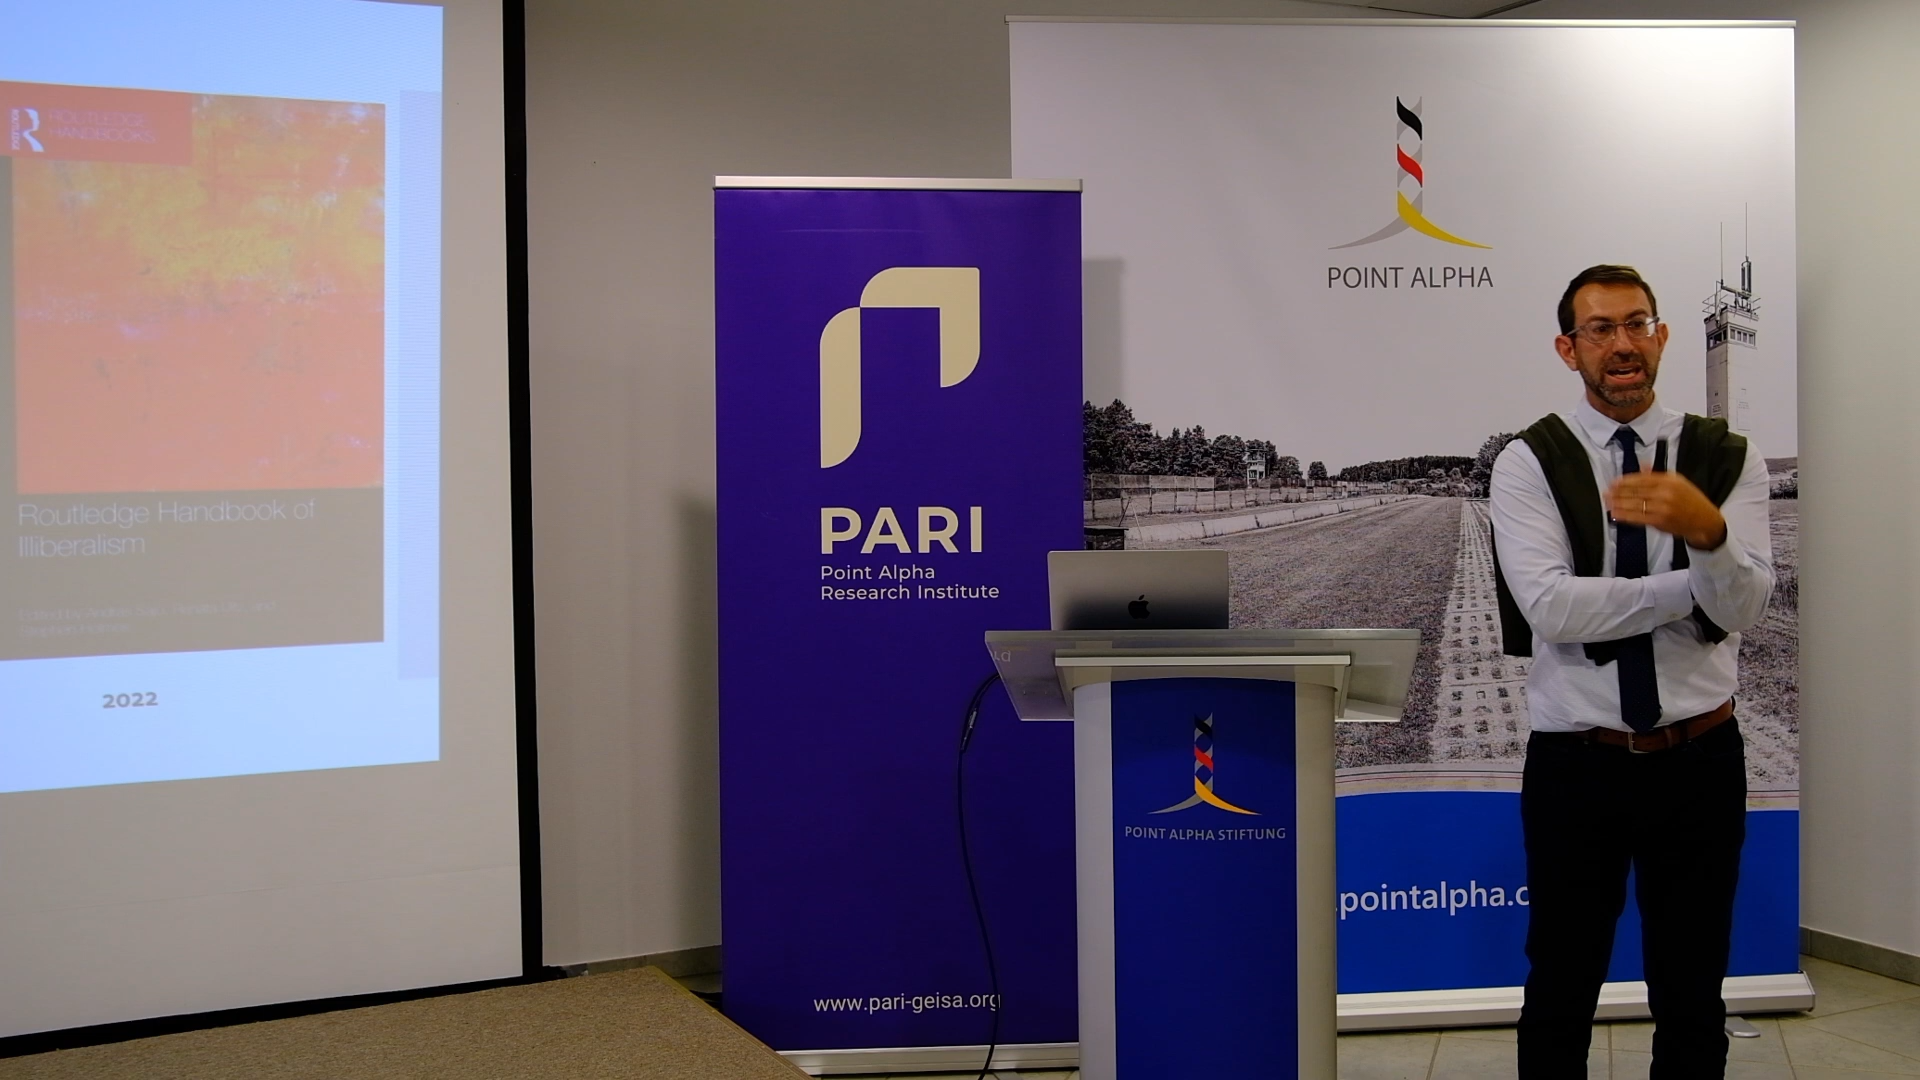 ROUTLEDGE
HANDBOOKS
Routledge Handbook of
Illiberalism
2022
PARI
Point Alpha
Research Institute
www.pari-geisa.org
POINT ALPHA
POINT ALPHA STIFTUNG
.pointalpha.c